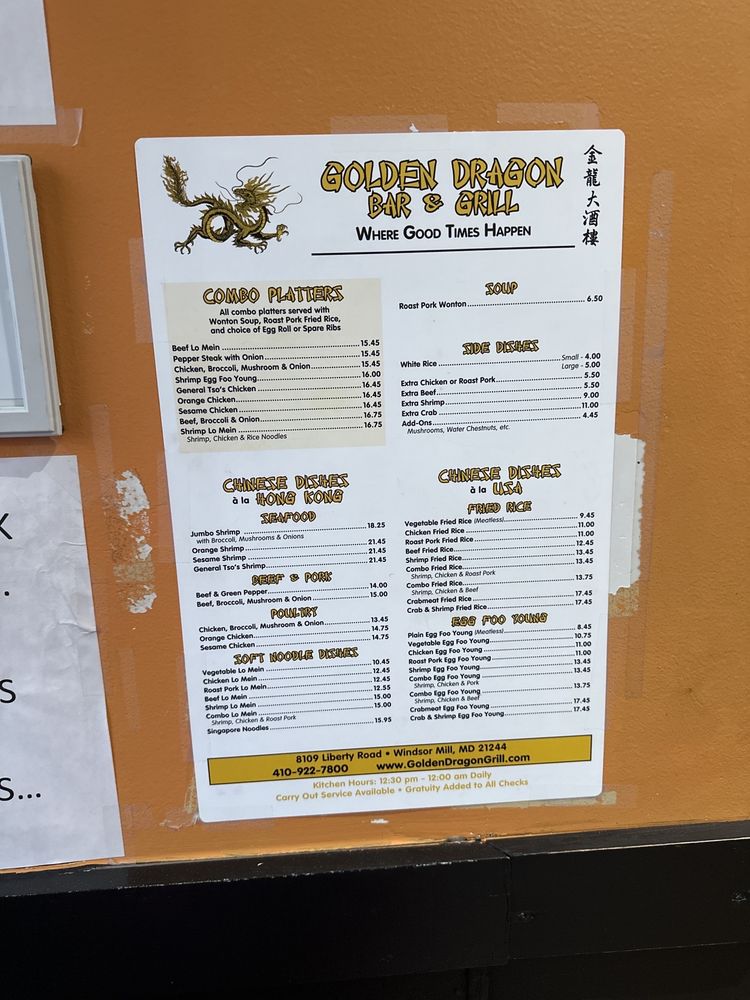 GOLDEN DRAGON
BAR & GRILL
WHERE GOOD TIMES HAPPEN
金龍大酒樓
COMBO PLATTERS
All combo platters served with
Wonton Soup, Roast Pork Fried Rice,
and choice of Egg Roll or Spare Ribs
Beef Lo Mein 15.45
Pepper Steak with Onion 15.45
Chicken, Broccoli, Mushroom & Onion 15.45
Shrimp Egg Foo Young 16.00
General Tso's Chicken 16.45
Orange Chicken 16.45
Sesame Chicken 16.45
Beef, Broccoli & Onion 16.75
Shrimp Lo Mein 16.75
Shrimp, Chicken & Rice Noodles
SOUP
Roast Pork Wonton 6.50
SIDE DISHES
White Rice Small - 4.00
Large - 5.00
Extra Chicken or Roast Pork 5.50
Extra Beef 5.50
Extra Shrimp 9.00
Extra Crab 11.00
Add-Ons 4.45
Mushrooms, Water Chestnuts, etc.
CHINESE DISHES
à la HONG KONG
SEAFOOD
Jumbo Shrimp 18.25
with Broccoli, Mushrooms & Onions
Orange Shrimp 21.45
Sesame Shrimp 21.45
General Tso's Shrimp 21.45
BEEF & PORK
Beef & Green Pepper 14.00
Beef, Broccoli, Mushroom & Onion 15.00
POULTRY
Chicken, Broccoli, Mushroom & Onion 13.45
Orange Chicken 14.75
Sesame Chicken 14.75
SOFT NOODLE DISHES
Vegetable Lo Mein 10.45
Chicken Lo Mein 12.45
Roast Pork Lo Mein 12.45
Beef Lo Mein 12.55
Shrimp Lo Mein 15.00
Combo Lo Mein 15.00
Shrimp, Chicken & Roast Pork
Singapore Noodles 15.95
CHINESE DISHES
à la USA
FRIED RICE
Vegetable Fried Rice (Meatless) 9.45
Chicken Fried Rice 11.00
Roast Pork Fried Rice 11.00
Beef Fried Rice 12.45
Shrimp Fried Rice 13.45
Combo Fried Rice 13.45
Shrimp, Chicken & Roast Pork
Combo Fried Rice 13.75
Shrimp, Chicken & Beef
Crabmeat Fried Rice 17.45
Crab & Shrimp Fried Rice 17.45
EGG FOO YOUNG
Plain Egg Foo Young (Meatless) 8.45
Vegetable Egg Foo Young 10.75
Chicken Egg Foo Young 11.00
Roast Pork Egg Foo Young 11.00
Shrimp Egg Foo Young 13.45
Combo Egg Foo Young 13.45
Shrimp, Chicken & Pork
Combo Egg Foo Young 13.75
Shrimp, Chicken & Beef
Crabmeat Egg Foo Young 17.45
Crab & Shrimp Egg Foo Young 17.45
8109 Liberty Road • Windsor Mill, MD 21244
410-922-7800 www.GoldenDragonGrill.com
Kitchen Hours: 12:30 pm - 12:00 am Daily
Carry Out Service Available • Gratuity Added to All Checks